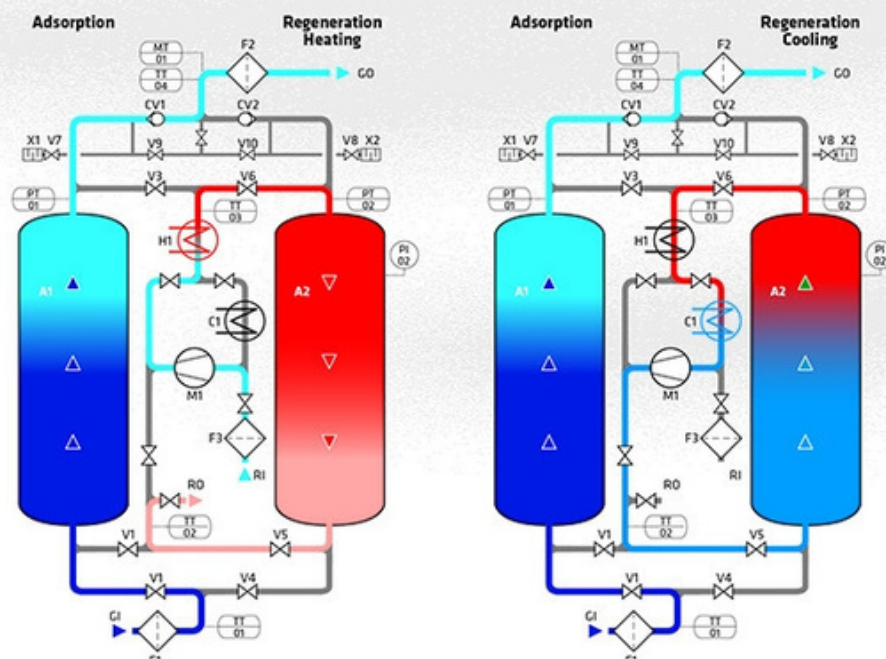 Adsorption
Regeneration
Heating
MT
01
TT
04
F2
GO
CV1
CV2
X1 V7
V8 X2
V9
V10
V3
V6
PT
01
TT
03
PT
02
H1
PI
02
A1
A2
C1
M1
F3
RI
RO
TT
02
V1
V5
V1
V4
GI
TT
01
Adsorption
Regeneration
Cooling
MT
01
TT
04
F2
GO
CV1
CV2
X1 V7
V8 X2
V9
V10
V3
V6
PT
01
TT
03
PT
02
H1
PI
02
A1
A2
C1
M1
F3
RI
RO
TT
02
V1
V5
V1
V4
GI
TT
01